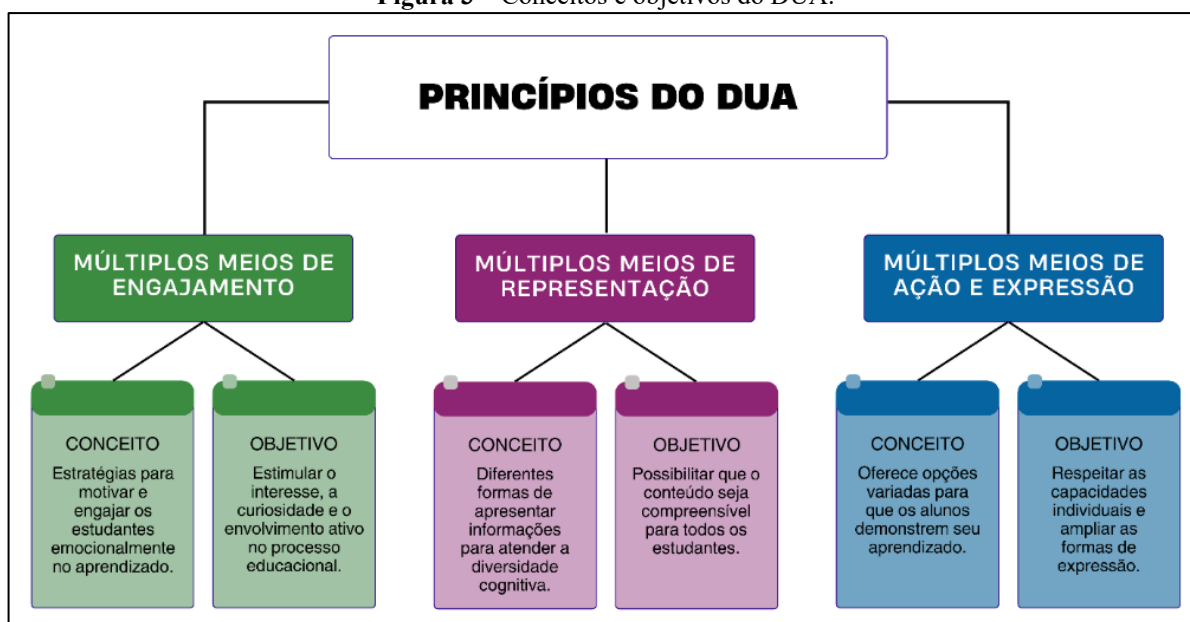 Figura 3 – Conceitos e objetivos do DUA.
PRINCÍPIOS DO DUA
MÚLTIPLOS MEIOS DE
ENGAJAMENTO
MÚLTIPLOS MEIOS DE
REPRESENTAÇÃO
MÚLTIPLOS MEIOS DE
AÇÃO E EXPRESSÃO
CONCEITO
Estratégias para
motivar e
engajar os
estudantes
emocionalmente
no aprendizado.
OBJETIVO
Estimular o
interesse, a
curiosidade e o
envolvimento ativo
no processo
educacional.
CONCEITO
Diferentes
formas de
apresentar
informações
para atender a
diversidade
cognitiva.
OBJETIVO
Possibilitar que o
conteúdo seja
compreensível
para todos os
estudantes.
CONCEITO
Oferece opções
variadas para
que os alunos
demonstrem seu
aprendizado.
OBJETIVO
Respeitar as
capacidades
individuais e
ampliar as
formas de
expressão.